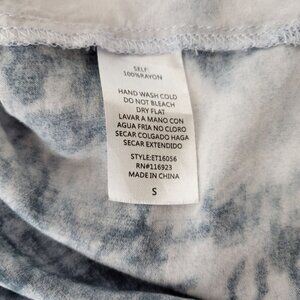 SELF
100%RAYON
HAND WASH COLD
DO NOT BLEACH
DRY FLAT
LAVAR A MANO CON
AGUA FRIA NO CLORO
SECAR COLGADO HAGA
SECAR EXTENDIDO
STYLE:ET16056
RN#116923
MADE IN CHINA
S